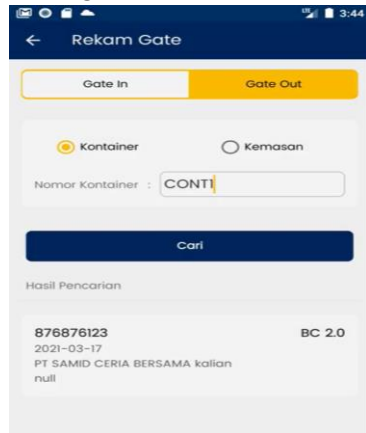 3:44
Rekam Gate
Gate In Gate Out
Kontainer Kemasan
Nomor Kontainer : CONT1
Cari
Hasil Pencarian
876876123 BC 2.0
2021-03-17
PT SAMID CERIA BERSAMA kalian
null